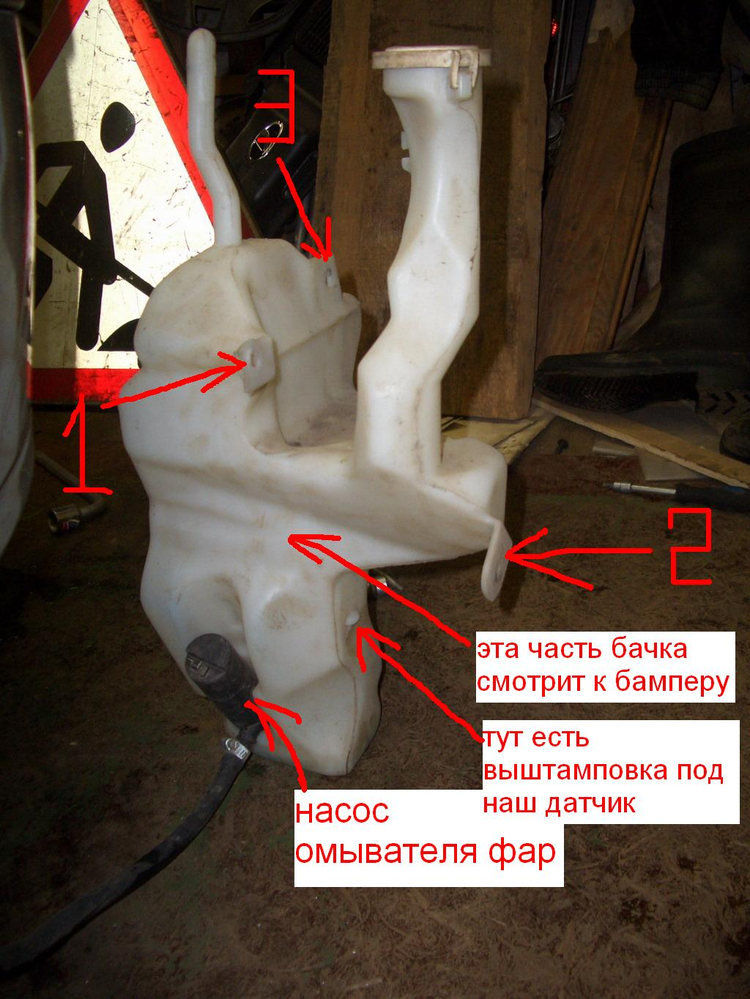 3
1
2
эта часть бачка
смотрит к бамперу
тут есть
выштамповка под
наш датчик
насос
омывателя фар